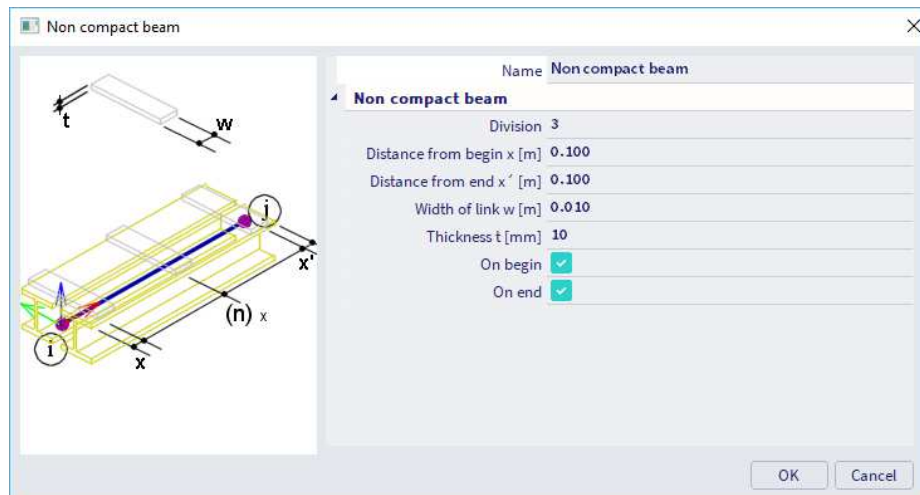 Non compact beam
t
w
j
x'
(n) x
x
i
Name Non compact beam
Non compact beam
Division 3
Distance from begin x [m] 0.100
Distance from end x´ [m] 0.100
Width of link w [m] 0.010
Thickness t [mm] 10
On begin
On end
OK Cancel